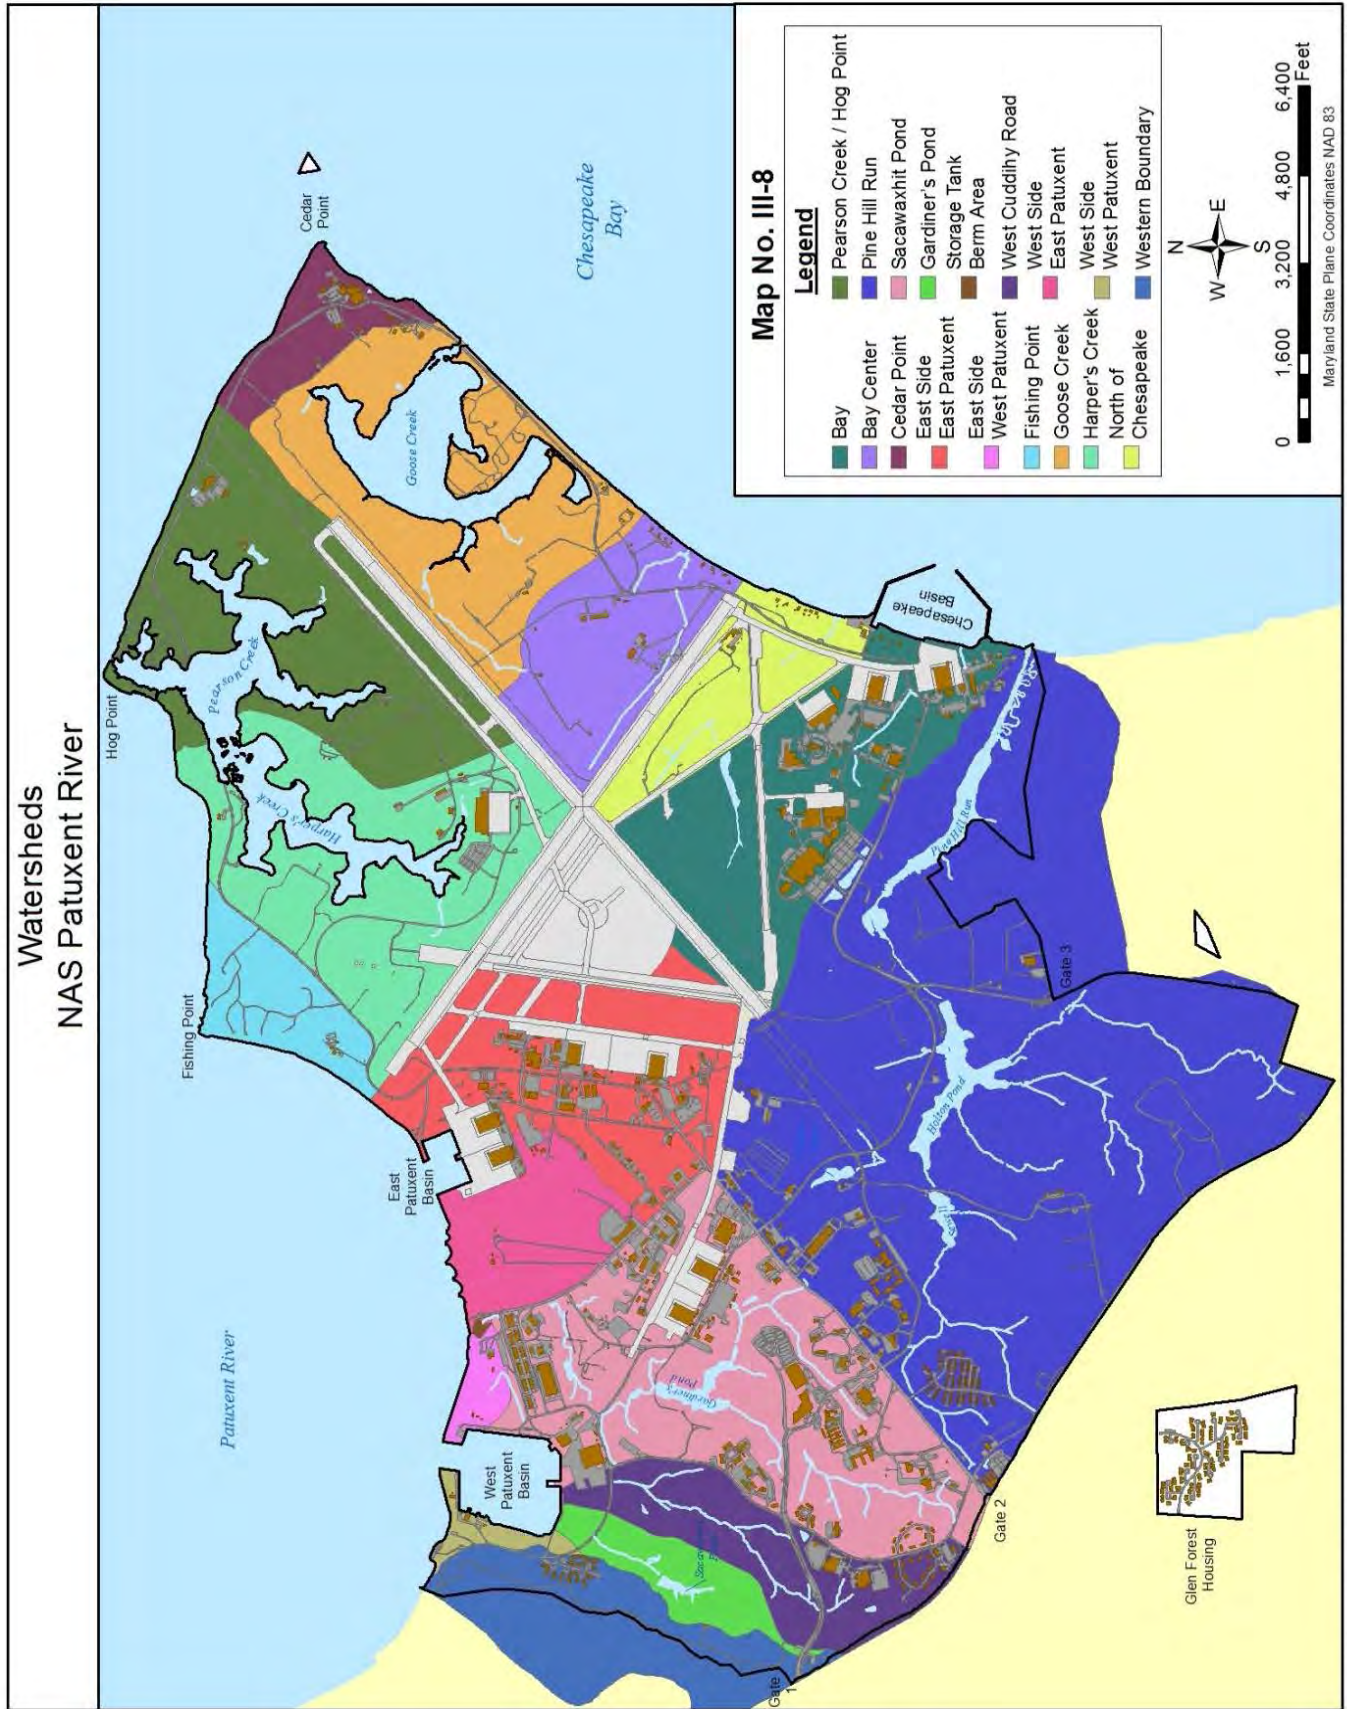 Watersheds
NAS Patuxent River
Hog Point
Fishing Point
Cedar
Point
Chesapeake
Bay
Patuxent River
Pearson Creek
Harper's Creek
Goose Creek
East
Patuxent
Basin
West
Patuxent
Basin
Chesapeake
Basin
Pine Hill Run
Holton Pond
Gardiner's
Pond
Gate 3
Gate 2
Gate
1
Glen Forest
Housing
Map No. III-8
Legend
Bay
Bay Center
Cedar Point
East Side
East Patuxent
East Side
West Patuxent
Fishing Point
Goose Creek
Harper's Creek
North of
Chesapeake
Pearson Creek / Hog Point
Pine Hill Run
Sacawaxhit Pond
Gardiner's Pond
Storage Tank
Berm Area
West Cuddihy Road
West Side
East Patuxent
West Side
West Patuxent
Western Boundary
N
W
E
S
0 1,600 3,200 4,800 6,400
Feet
Maryland State Plane Coordinates NAD 83